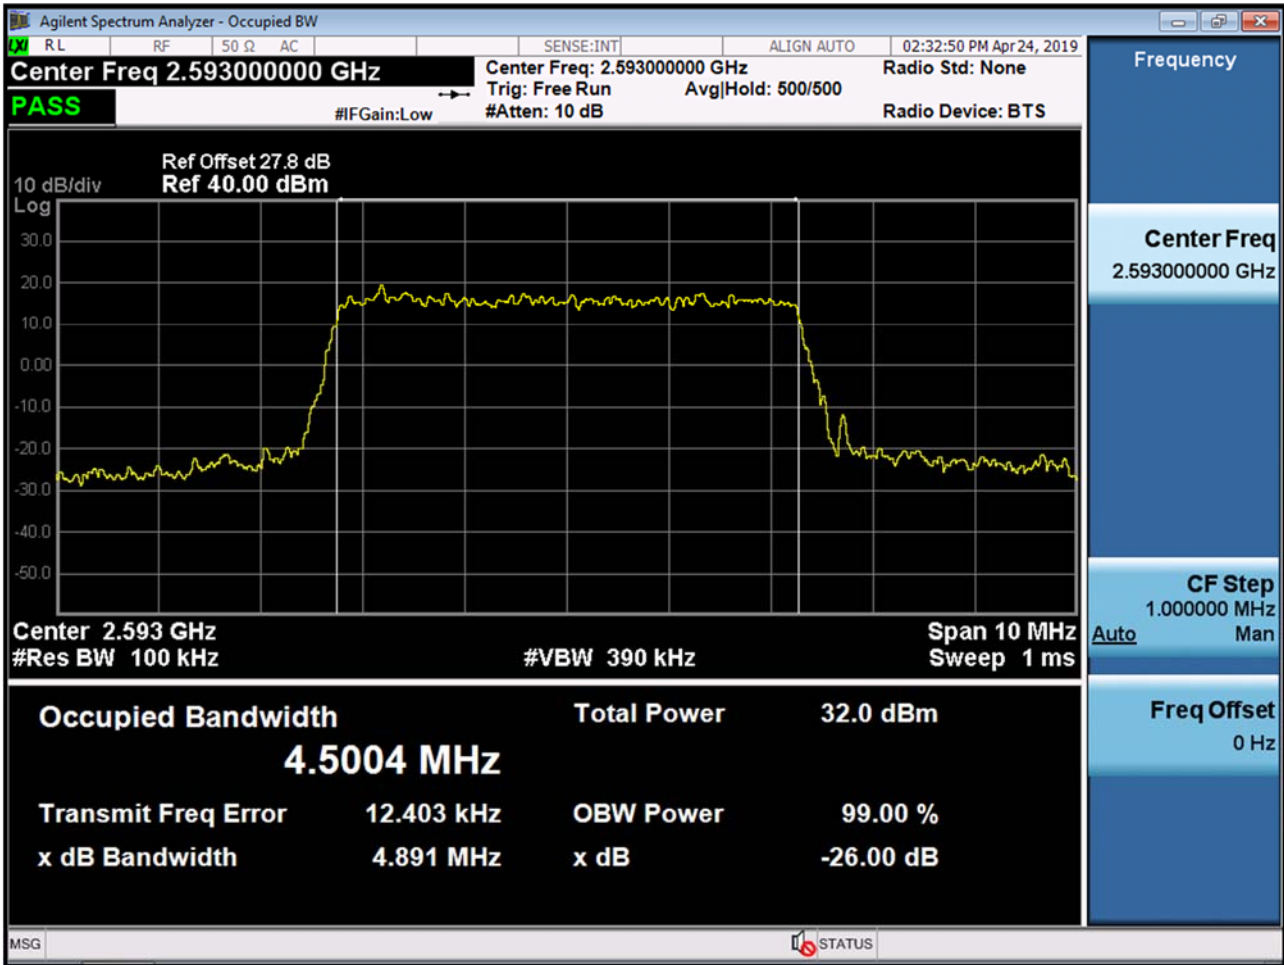 Agilent Spectrum Analyzer - Occupied BW
LXI RL RF 50 Ω AC SENSE:INT ALIGN AUTO 02:32:50 PM Apr 24, 2019
Center Freq 2.593000000 GHz
PASS
#IFGain:Low
Center Freq: 2.593000000 GHz
Trig: Free Run Avg|Hold: 500/500
#Atten: 10 dB
Radio Std: None
Radio Device: BTS
Ref Offset 27.8 dB
10 dB/div Ref 40.00 dBm
Log
30.0
20.0
10.0
0.00
-10.0
-20.0
-30.0
-40.0
-50.0
Center 2.593 GHz Span 10 MHz
#Res BW 100 kHz #VBW 390 kHz Sweep 1 ms
Occupied Bandwidth Total Power 32.0 dBm
4.5004 MHz
Transmit Freq Error 12.403 kHz OBW Power 99.00 %
x dB Bandwidth 4.891 MHz x dB -26.00 dB
Frequency
Center Freq
2.593000000 GHz
CF Step
1.000000 MHz
Auto Man
Freq Offset
0 Hz
MSG STATUS